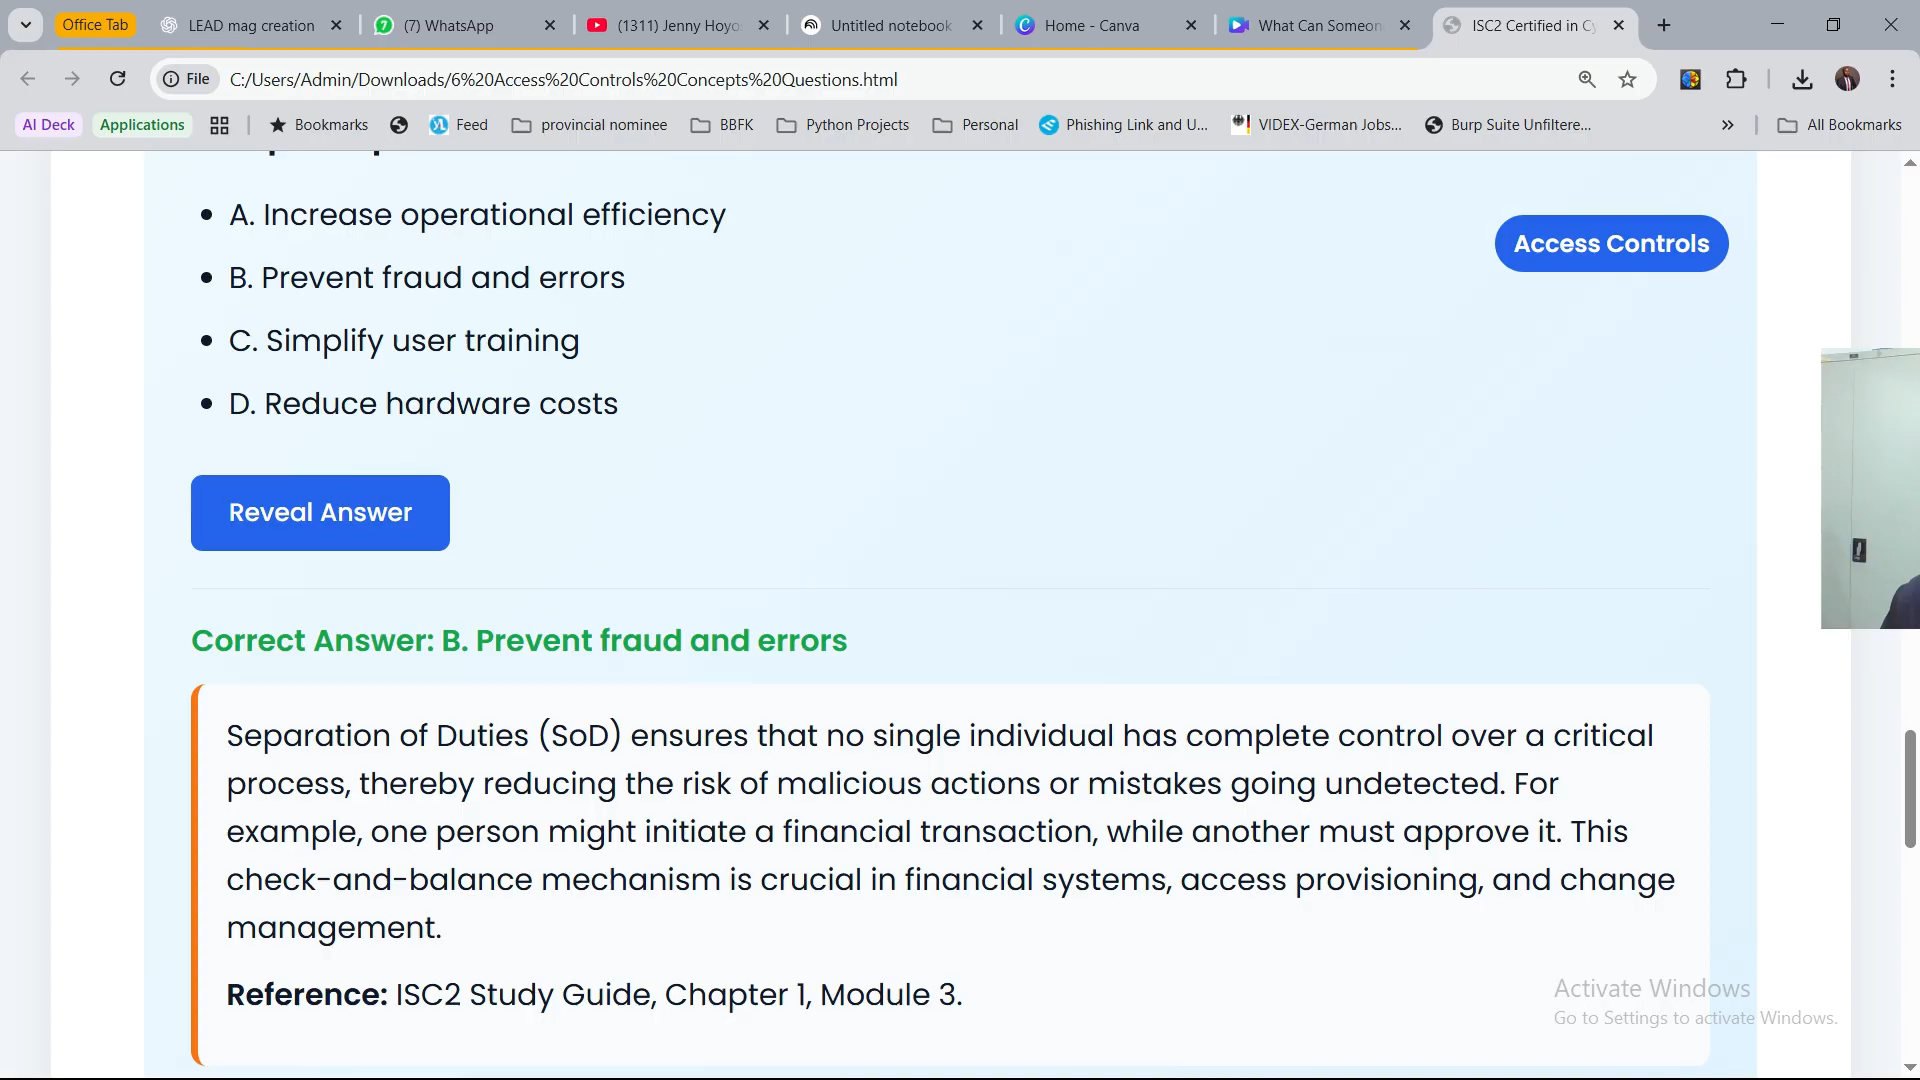 Office Tab
LEAD mag creation
(7) WhatsApp
(1311) Jenny Hoyo
Untitled notebook
Home - Canva
What Can Someon
ISC2 Certified in Cy
File
C:/Users/Admin/Downloads/6%20Access%20Controls%20Concepts%20Questions.html
AI Deck
Applications
Bookmarks
Feed
provincial nominee
BBFK
Python Projects
Personal
Phishing Link and U...
VIDEX-German Jobs...
Burp Suite Unfiltere...
All Bookmarks
A. Increase operational efficiency
Access Controls
B. Prevent fraud and errors
C. Simplify user training
D. Reduce hardware costs
Reveal Answer
Correct Answer: B. Prevent fraud and errors
Separation of Duties (SoD) ensures that no single individual has complete control over a critical
process, thereby reducing the risk of malicious actions or mistakes going undetected. For
example, one person might initiate a financial transaction, while another must approve it. This
check-and-balance mechanism is crucial in financial systems, access provisioning, and change
management.
Reference: ISC2 Study Guide, Chapter 1, Module 3.
Activate Windows
Go to Settings to activate Windows.